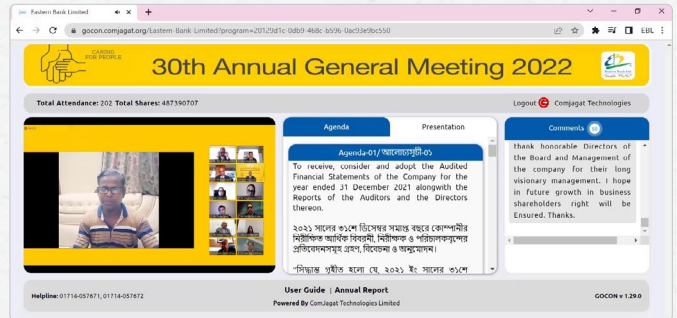 Eastern Bank Limited
gocon.comjagat.org/Eastern-Bank-Limited?program=20129d1c-0db9-468c-b596-0ac93e9bc550
EBL
CARING
FOR PEOPLE
30th Annual General Meeting 2022
Total Attendance: 202 Total Shares: 487390707
Logout
Comjagat Technologies
Agenda
Presentation
Comments
Agenda-01/ আলোচ্যসূচী-০১
To receive, consider and adopt the Audited
Financial Statements of the Company for the
year ended 31 December 2021 alongwith the
Reports of the Auditors and the Directors
thereon.
২০২১ সালের ৩১শে ডিসেম্বর সমাপ্ত বছরে কোম্পানীর
নিরীক্ষিত আর্থিক বিবরনী, নিরীক্ষক ও পরিচালকবৃন্দের
প্রতিবেদনসমূহ গ্রহণ, বিবেচনা ও অনুমোদন।
"সিদ্ধান্ত গৃহীত হলো যে, ২০২১ ইং সালের ৩১শে
thank honorable Directors of
the Board and Management of
the company for their long
visionary management. I hope
in future growth in business
shareholders right will be
Ensured. Thanks.
Helpline: 01714-057671, 01714-057672
User Guide | Annual Report
Powered By ComJagat Technologies Limited
GOCON v 1.29.0